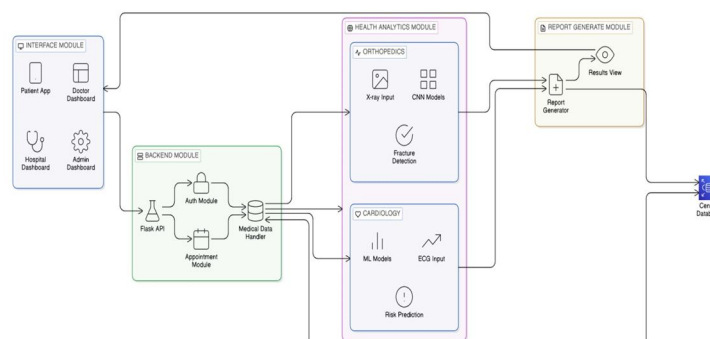 INTERFACE MODULE
Patient App
Doctor
Dashboard
Hospital
Dashboard
Admin
Dashboard
BACKEND MODULE
Flask API
Auth Module
Appointment
Module
Medical Data
Handler
HEALTH ANALYTICS MODULE
ORTHOPEDICS
X-ray Input
CNN Models
Fracture
Detection
CARDIOLOGY
ML Models
ECG Input
Risk Prediction
REPORT GENERATE MODULE
Results View
Report
Generator
Cen
Datab